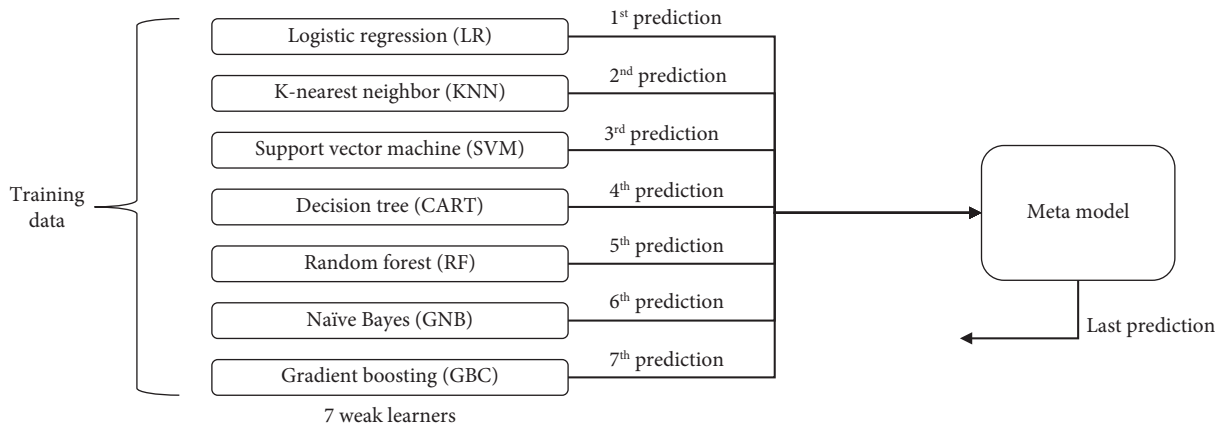 Training
data
Logistic regression (LR)
K-nearest neighbor (KNN)
Support vector machine (SVM)
Decision tree (CART)
Random forest (RF)
Naïve Bayes (GNB)
Gradient boosting (GBC)
7 weak learners
1st prediction
2nd prediction
3rd prediction
4th prediction
5th prediction
6th prediction
7th prediction
Meta model
Last prediction